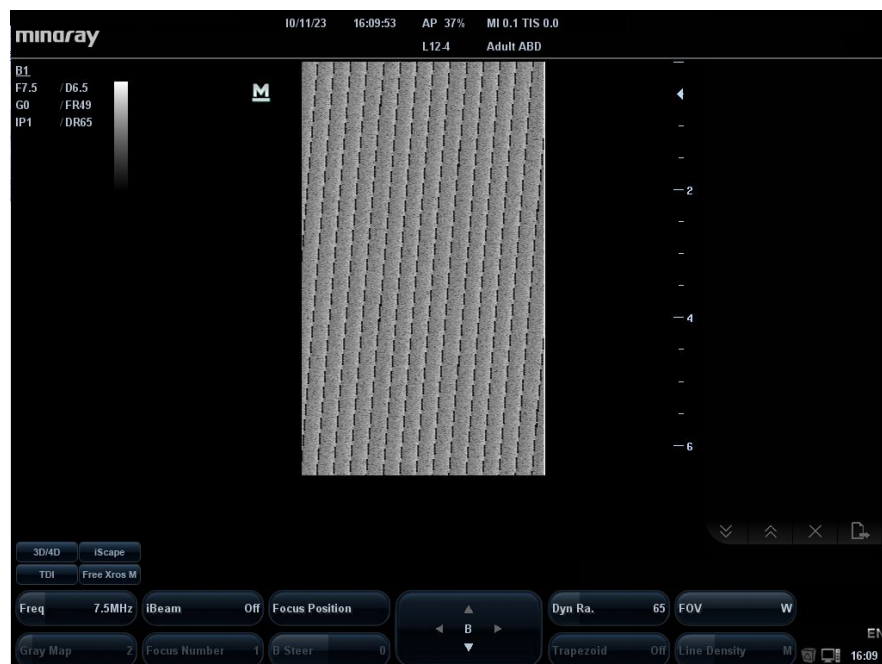 10/11/23 16:09:53 AP 37% MI 0.1 TIS 0.0
mindray
L12-4 Adult ABD
B1
F7.5 / D6.5
G0 / FR49
IP1 / DR65
M
2
4
6
3D/4D iScape
TDI Free Xros M
Freq 7.5MHz iBeam Off Focus Position Dyn Ra. 65 FOV W
B
EN
Gray Map 2 Focus Number 1 B Steer 0 Trapezoid Off Line Density M
16:09